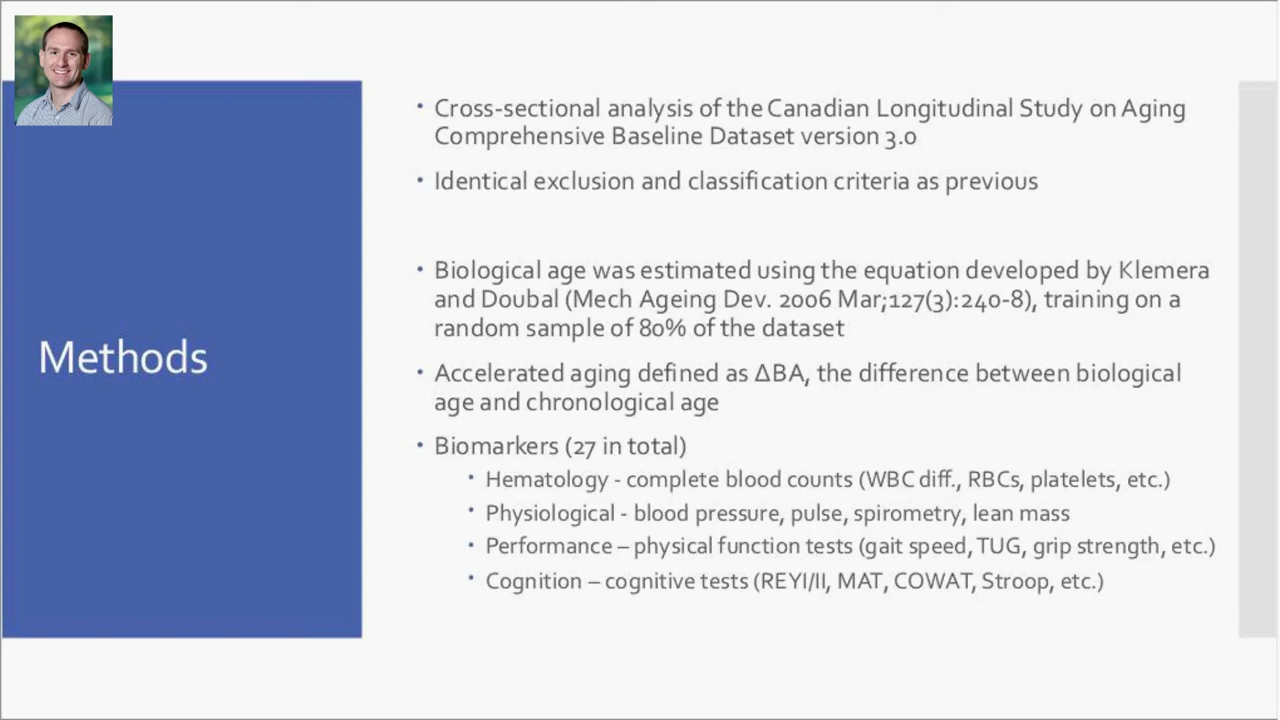 Methods
• Cross-sectional analysis of the Canadian Longitudinal Study on Aging
Comprehensive Baseline Dataset version 3.0
• Identical exclusion and classification criteria as previous
• Biological age was estimated using the equation developed by Klemera
and Doubal (Mech Ageing Dev. 2006 Mar;127(3):240-8), training on a
random sample of 80% of the dataset
• Accelerated aging defined as ΔBA, the difference between biological
age and chronological age
• Biomarkers (27 in total)
• Hematology - complete blood counts (WBC diff., RBCs, platelets, etc.)
• Physiological - blood pressure, pulse, spirometry, lean mass
• Performance – physical function tests (gait speed, TUG, grip strength, etc.)
• Cognition – cognitive tests (REYI/II, MAT, COWAT, Stroop, etc.)